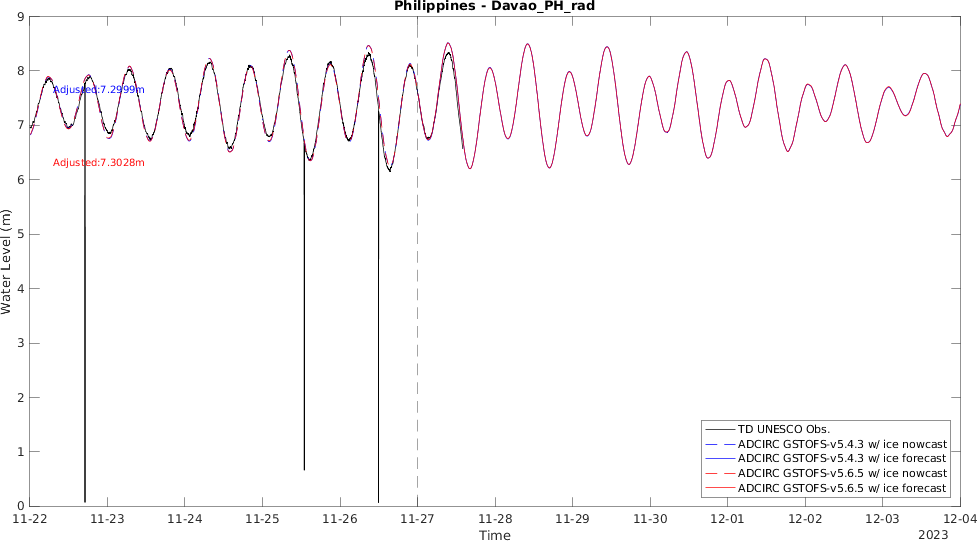 Philippines - Davao_PH_rad
9
8
7
6
5
4
3
2
1
0
Water Level (m)
Adjusted:7.2999m
Adjusted:7.3028m
TD UNESCO Obs.
ADCIRC GSTOFS-v5.4.3 w/ ice nowcast
ADCIRC GSTOFS-v5.4.3 w/ ice forecast
ADCIRC GSTOFS-v5.6.5 w/ ice nowcast
ADCIRC GSTOFS-v5.6.5 w/ ice forecast
11-22 11-23 11-24 11-25 11-26 11-27 11-28 11-29 11-30 12-01 12-02 12-03 12-04
Time
2023